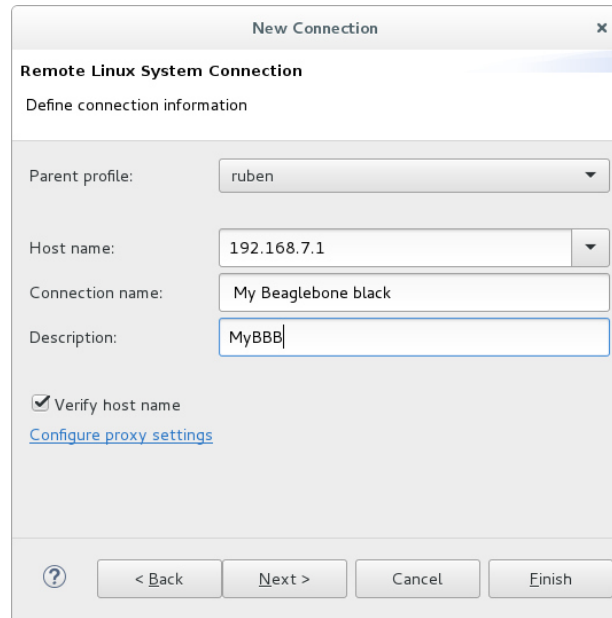 New Connection
Remote Linux System Connection
Define connection information
Parent profile: ruben
Host name: 192.168.7.1
Connection name: My Beaglebone black
Description: MyBBB
Verify host name
Configure proxy settings
? < Back Next > Cancel Finish